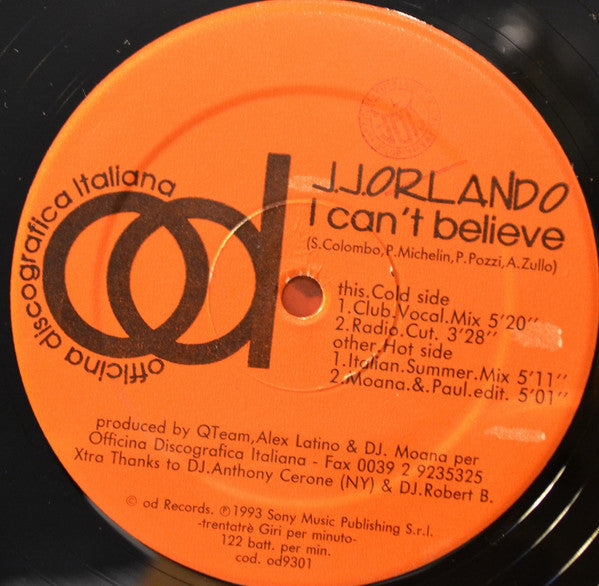 officina discografica Italiana
od
J.J.ORLANDO
I can't believe
(S.Colombo,P.Michelin,P.Pozzi,A.Zullo)
this.Cold side
1.Club.Vocal.Mix 5'20''
2.Radio.Cut. 3'28''
other.Hot side
1.Italian.Summer.Mix 5'11''
2.Moana.&.Paul.edit. 5'01''
produced by QTeam,Alex Latino & DJ. Moana per
Officina Discografica Italiana - Fax 0039 2 9235325
Xtra Thanks to DJ.Anthony Cerone (NY) & DJ.Robert B.
© od Records. ℗ 1993 Sony Music Publishing S.r.l.
-trentatrè Giri per minuto-
122 batt. per min.
cod. od9301